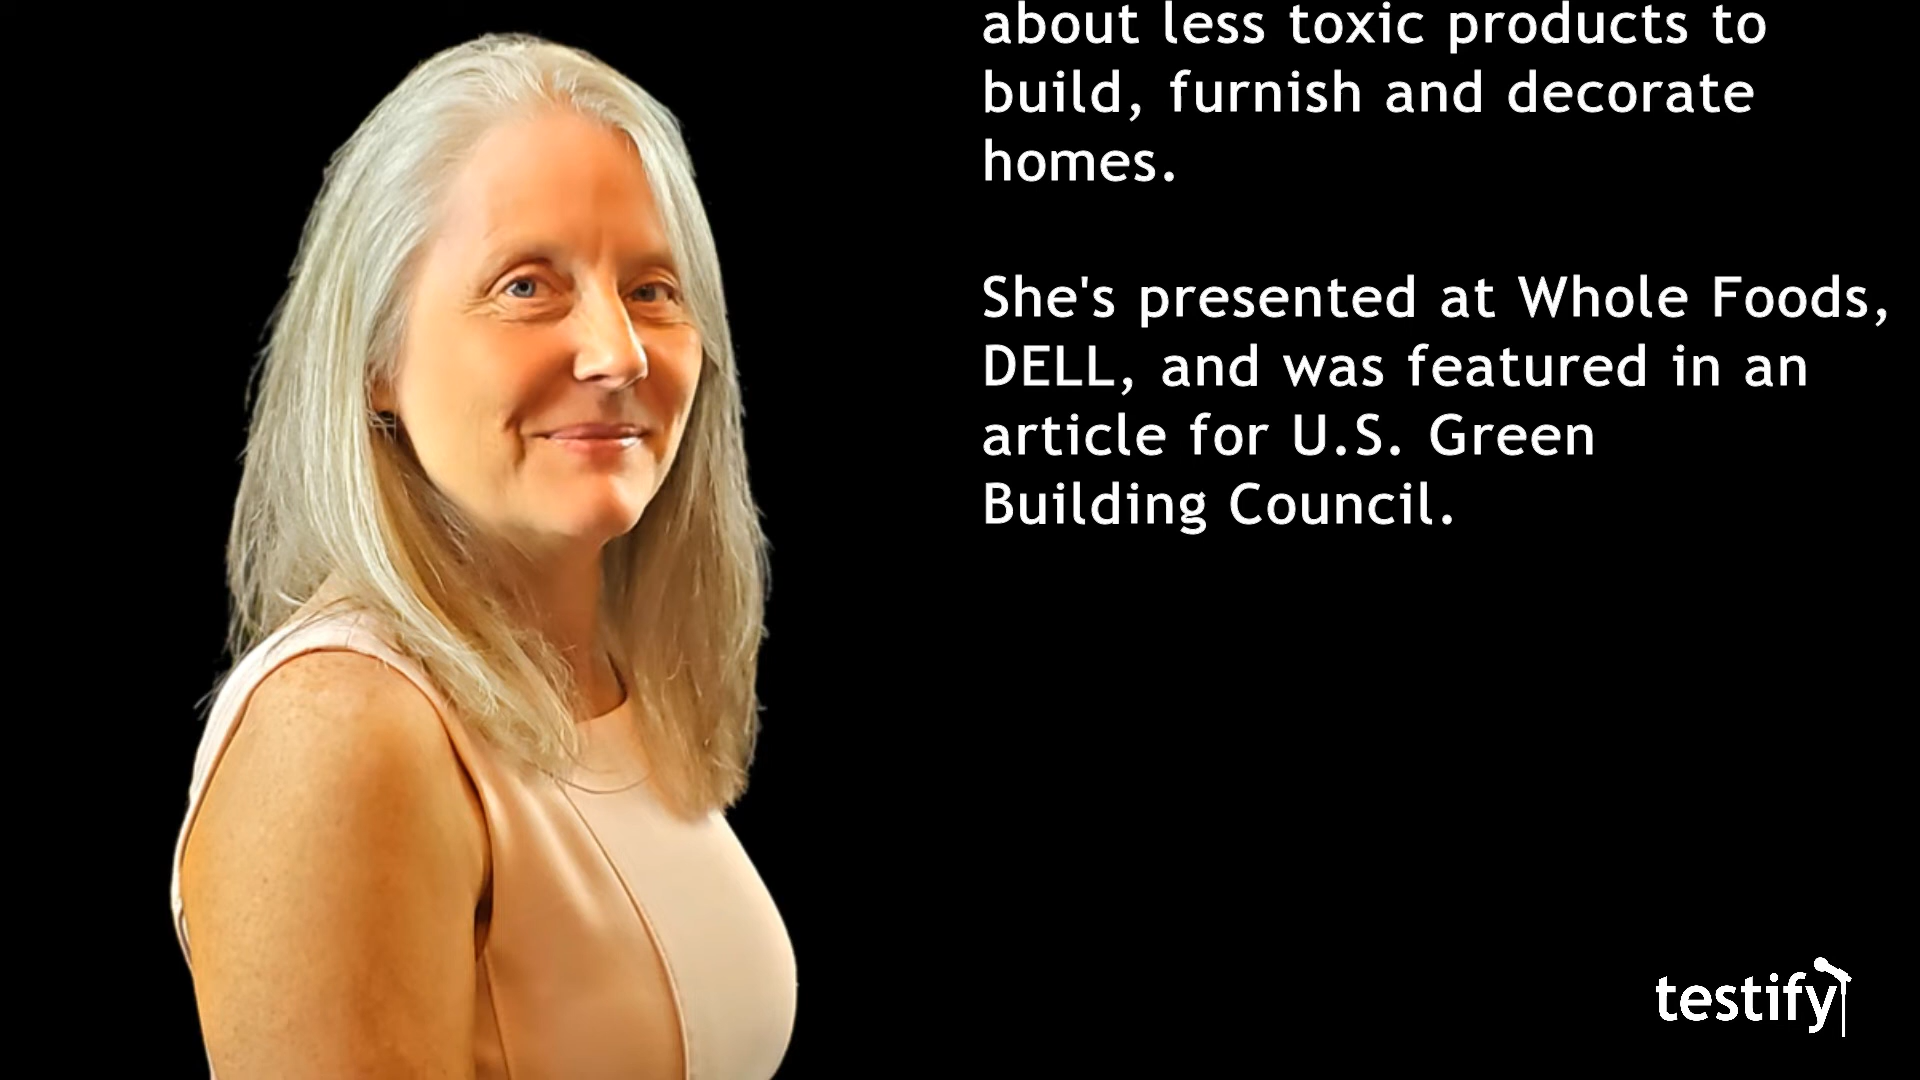 about less toxic products to
build, furnish and decorate
homes.
She's presented at Whole Foods,
DELL, and was featured in an
article for U.S. Green
Building Council.
testify